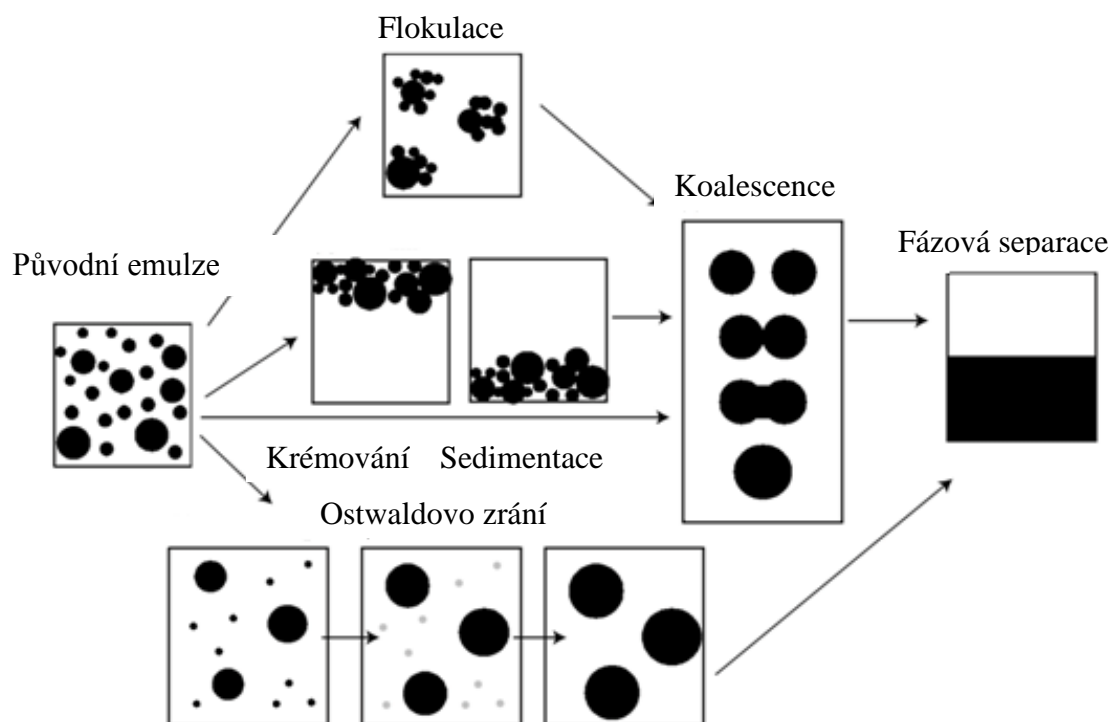 Flokulace
Koalescence
Fázová separace
Původní emulze
Krémování
Sedimentace
Ostwaldovo zrání